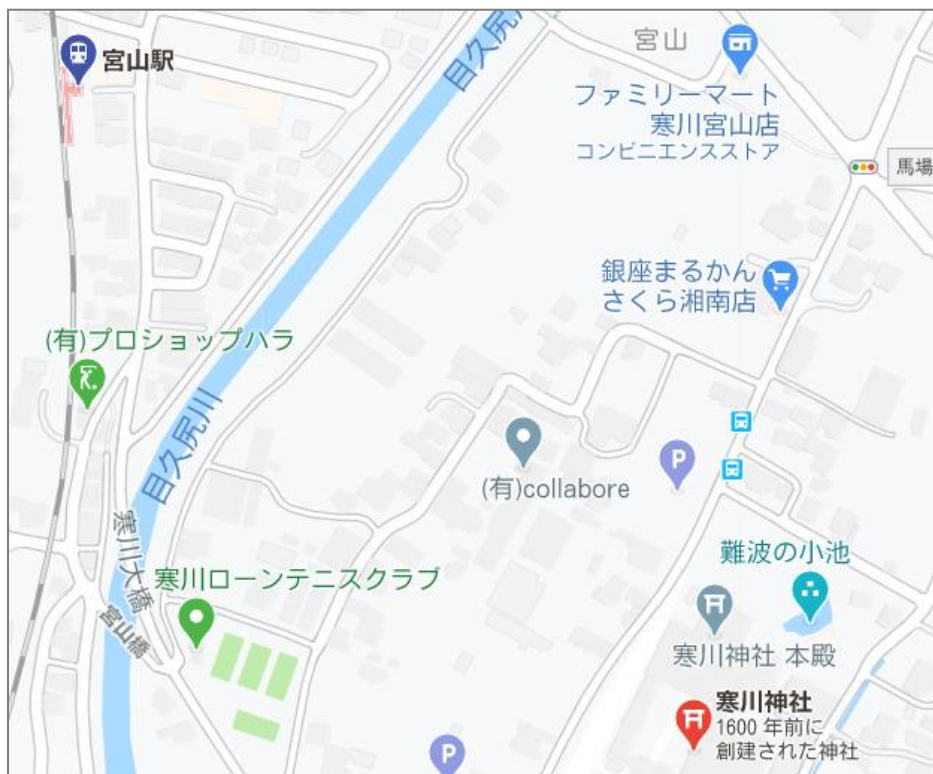 目久尻川
宮山
宮山駅
ファミリーマート
寒川宮山店
コンビニエンスストア
馬場
銀座まるかん
さくら湘南店
(有)プロショップハラ
目久尻川
(有)collabore
P
寒川大橋
難波の小池
寒川ローンテニスクラブ
宮山橋
寒川神社 本殿
寒川神社
1600 年前に
創建された神社
P